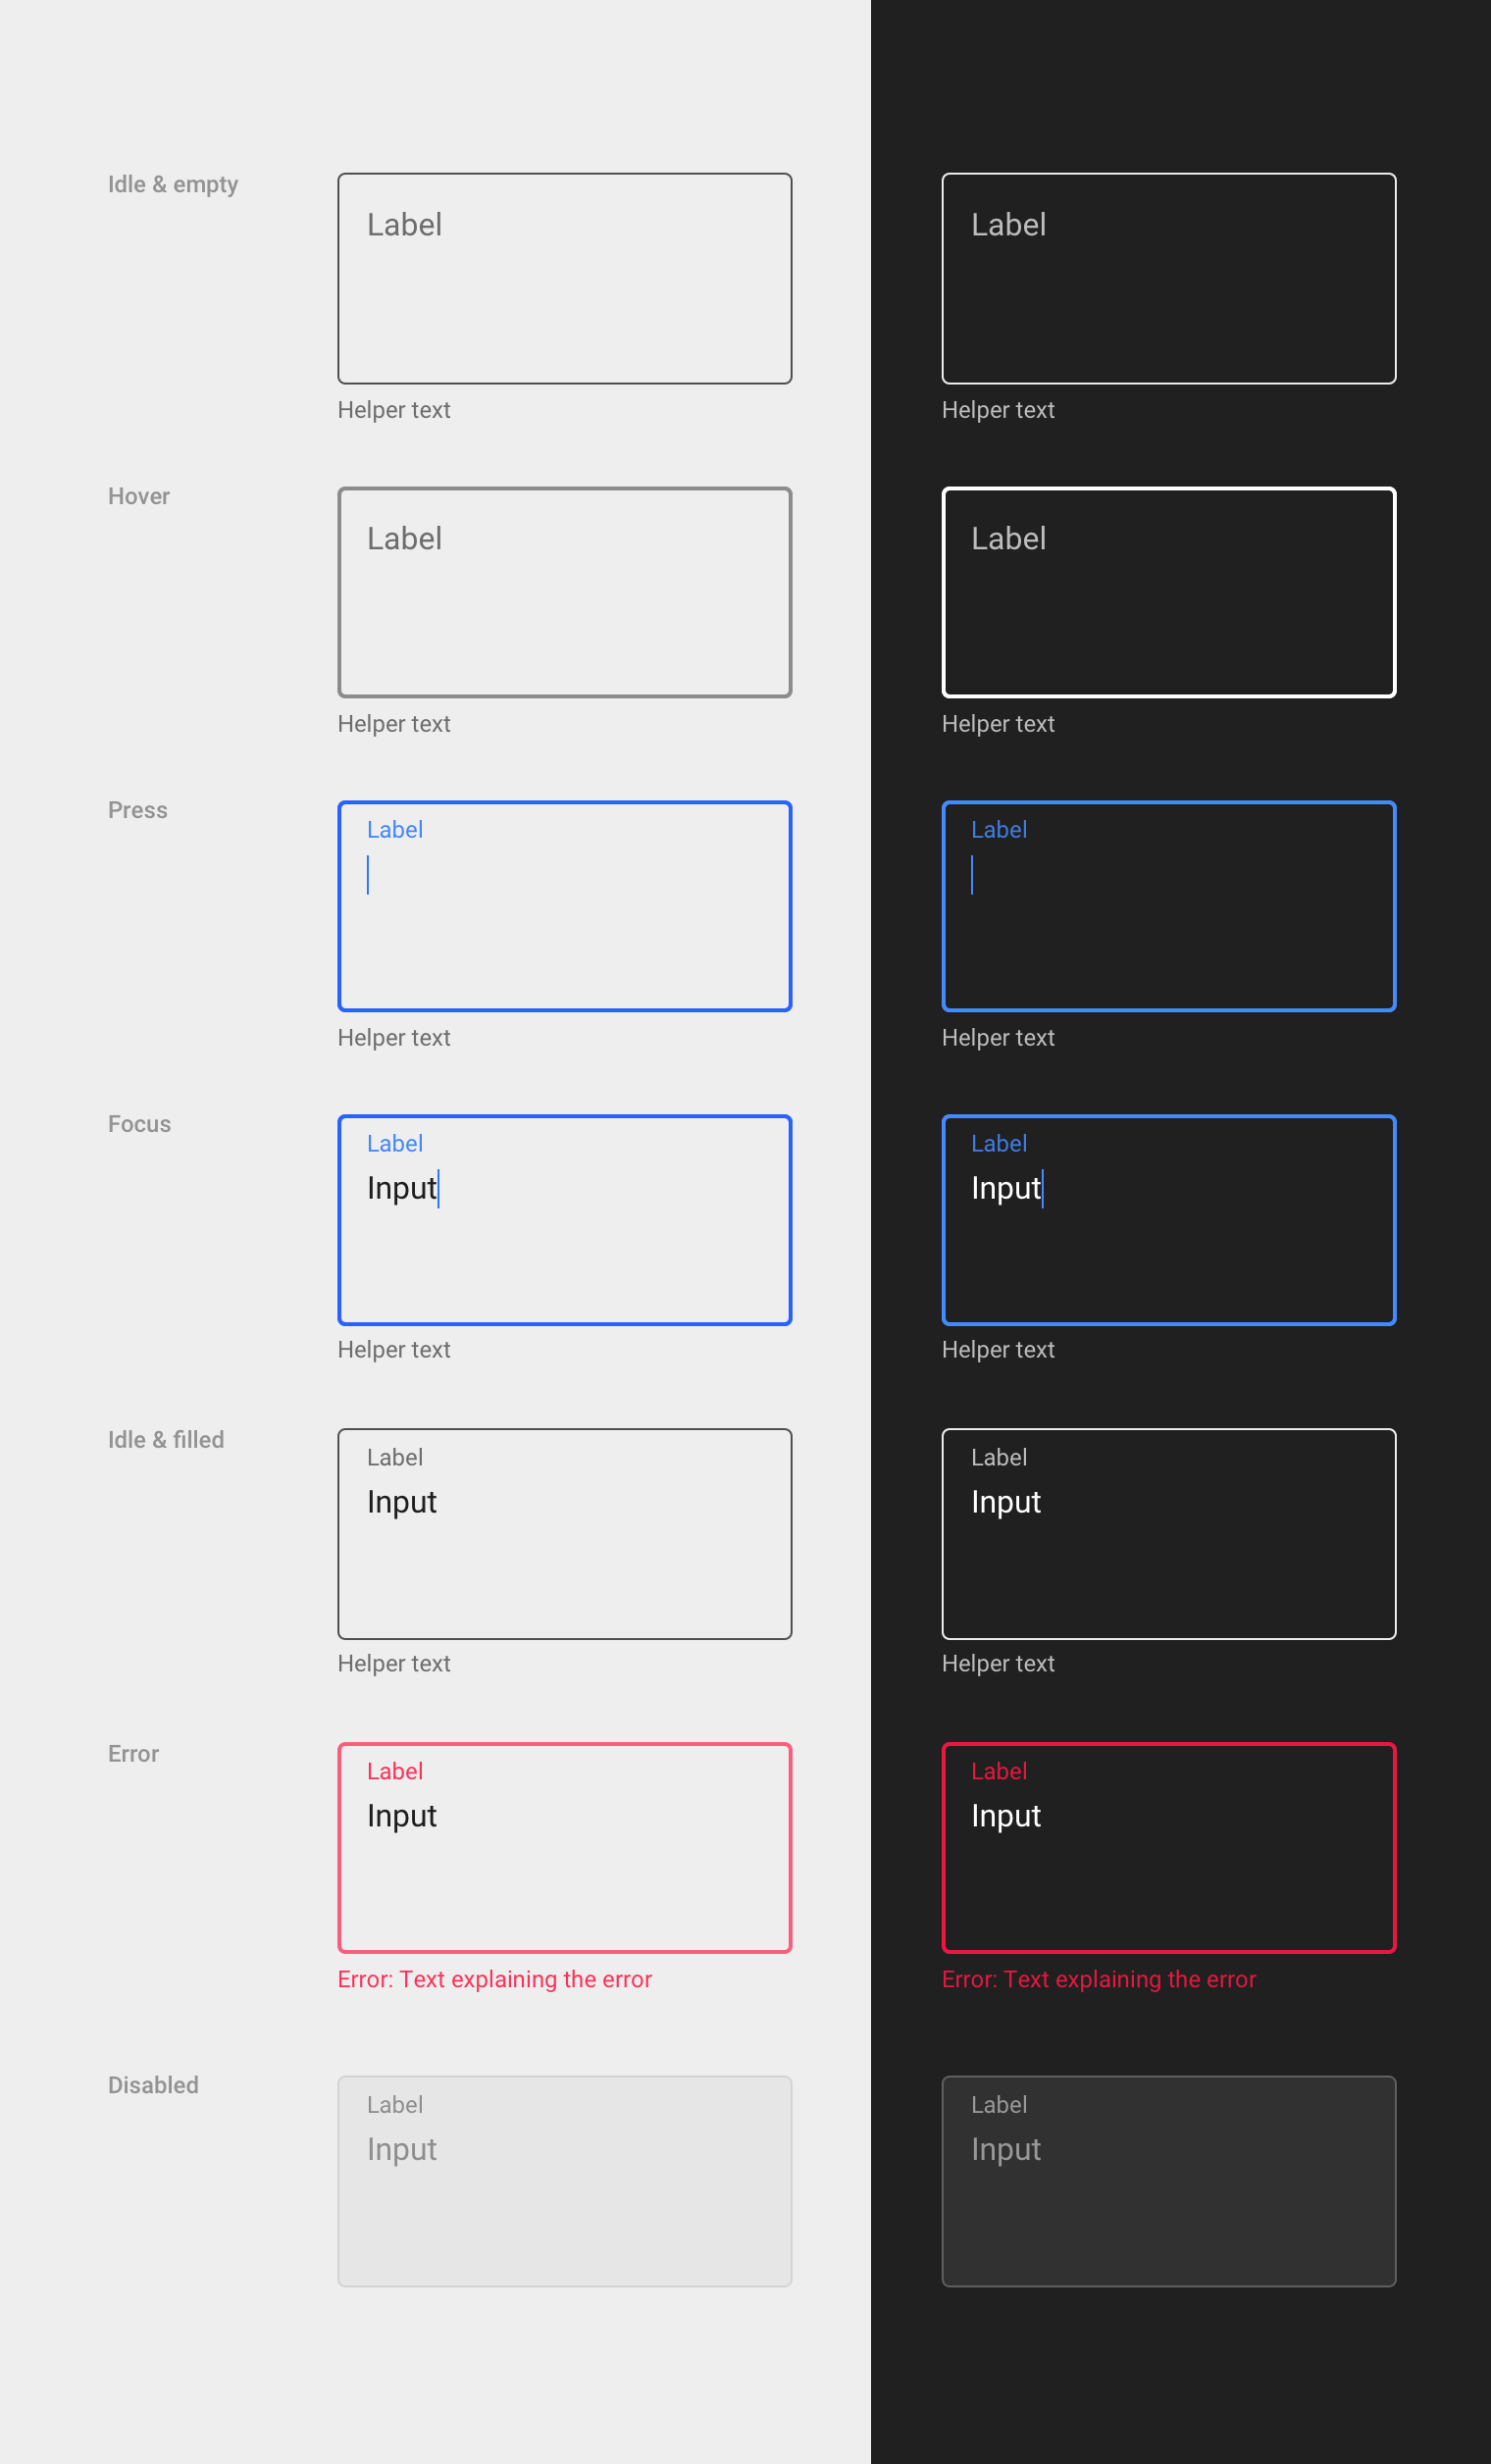 Idle & empty
Label
Label
Helper text
Helper text
Hover
Label
Label
Helper text
Helper text
Press
Label
Label
Helper text
Helper text
Focus
Label
Label
Input
Input
Helper text
Helper text
Idle & filled
Label
Label
Input
Input
Helper text
Helper text
Error
Label
Label
Input
Input
Error: Text explaining the error
Error: Text explaining the error
Disabled
Label
Label
Input
Input